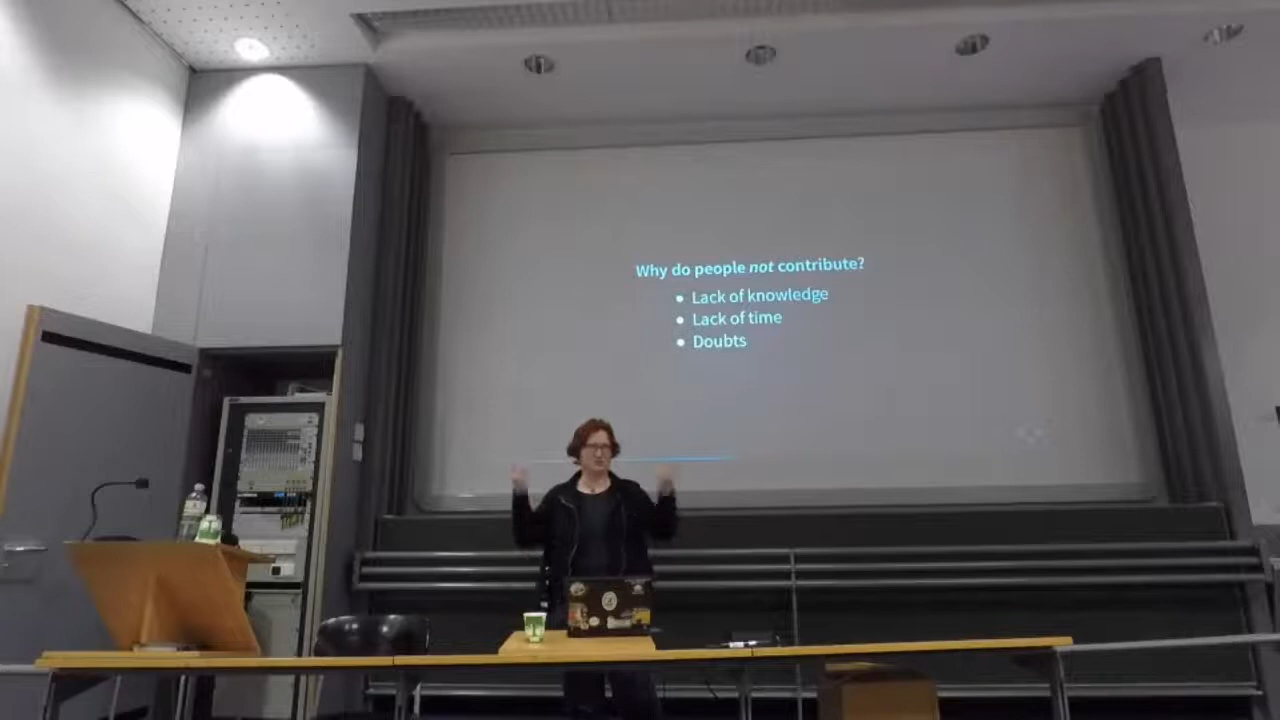 Why do people not contribute?
Lack of knowledge
Lack of time
Doubts